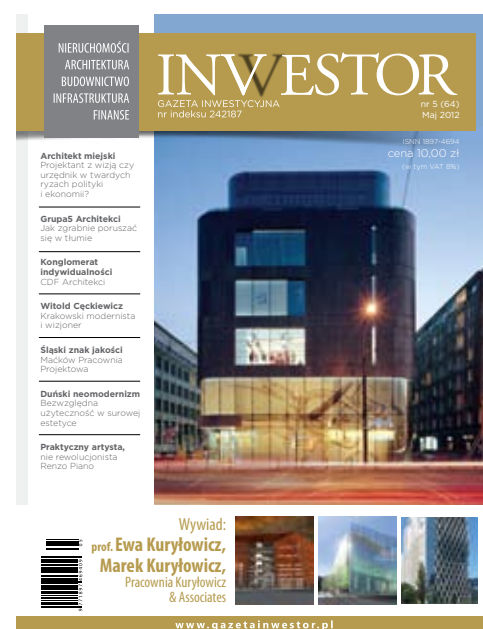 NIERUCHOMOŚCI
ARCHITEKTURA
BUDOWNICTWO
INFRASTRUKTURA
FINANSE
INWESTOR
GAZETA INWESTYCYJNA
nr indeksu 242187
nr 5 (64)
Maj 2012
ISNN 1897-4694
cena 10,00 zł
(w tym VAT 8%)
Architekt miejski
Projektant z wizją czy
urzędnik w twardych
ryzach polityki
i ekonomii?
Grupa5 Architekci
Jak zgrabnie poruszać
się w tłumie
Konglomerat
indywidualności
CDF Architekci
Witold Cęckiewicz
Krakowski modernista
i wizjoner
Śląski znak jakości
Maćków Pracownia
Projektowa
Duński neomodernizm
Bezwzględna
użyteczność w surowej
estetyce
Praktyczny artysta,
nie rewolucjonista
Renzo Piano
Wywiad:
prof. Ewa Kuryłowicz,
Marek Kuryłowicz,
Pracownia Kuryłowicz
& Associates
www.gazetainwestor.pl